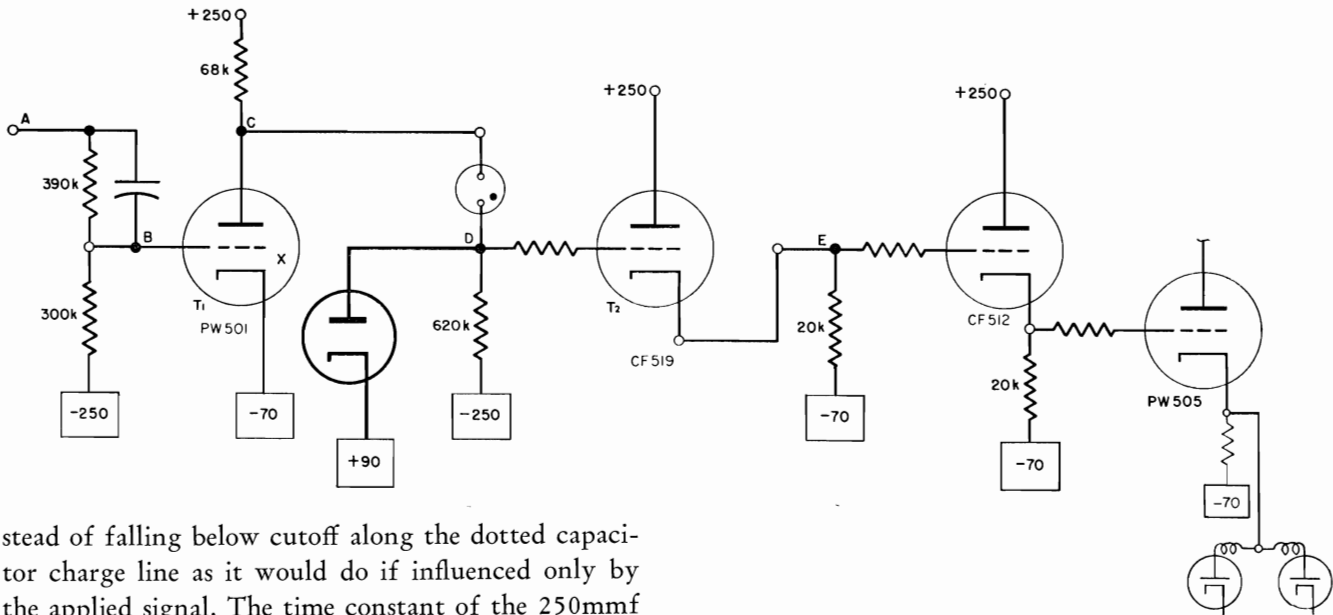 +250
68k
A
C
390k
B
X
T1
PW501
300k
-250
-70
D
620k
+90
-250
+250
T2
CF519
E
20k
-70
+250
CF512
20k
-70
PW505
-70
stead of falling below cutoff along the dotted capaci-
tor charge line as it would do if influenced only by
the applied signal. The time constant of the 250mmf